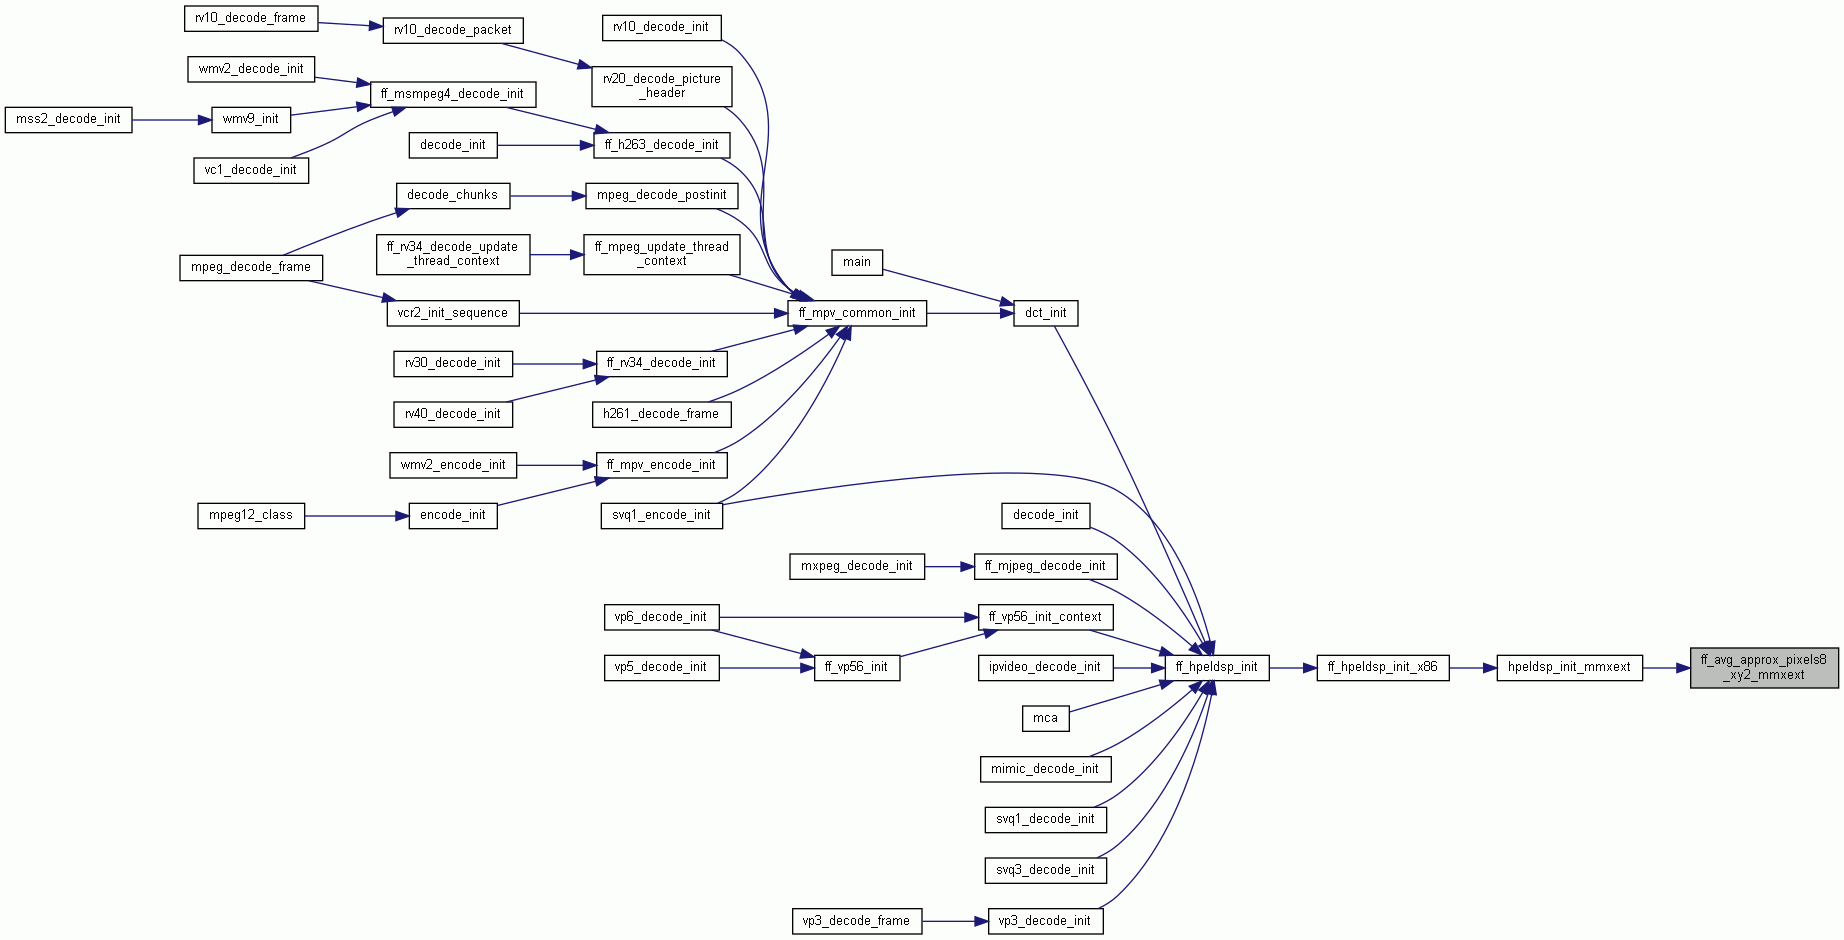 rv10_decode_frame
rv10_decode_packet
rv10_decode_init
wmv2_decode_init
rv20_decode_picture
_header
ff_msmpeg4_decode_init
mss2_decode_init
wmv9_init
decode_init
ff_h263_decode_init
vc1_decode_init
decode_chunks
mpeg_decode_postinit
ff_rv34_decode_update
_thread_context
ff_mpeg_update_thread
_context
main
mpeg_decode_frame
vcr2_init_sequence
ff_mpv_common_init
dct_init
rv30_decode_init
ff_rv34_decode_init
rv40_decode_init
h261_decode_frame
wmv2_encode_init
ff_mpv_encode_init
mpeg12_class
encode_init
svq1_encode_init
decode_init
mxpeg_decode_init
ff_mjpeg_decode_init
vp6_decode_init
ff_vp56_init_context
vp5_decode_init
ff_vp56_init
ipvideo_decode_init
ff_hpeldsp_init
ff_hpeldsp_init_x86
hpeldsp_init_mmxext
ff_avg_approx_pixels8
_xy2_mmxext
mca
mimic_decode_init
svq1_decode_init
svq3_decode_init
vp3_decode_frame
vp3_decode_init